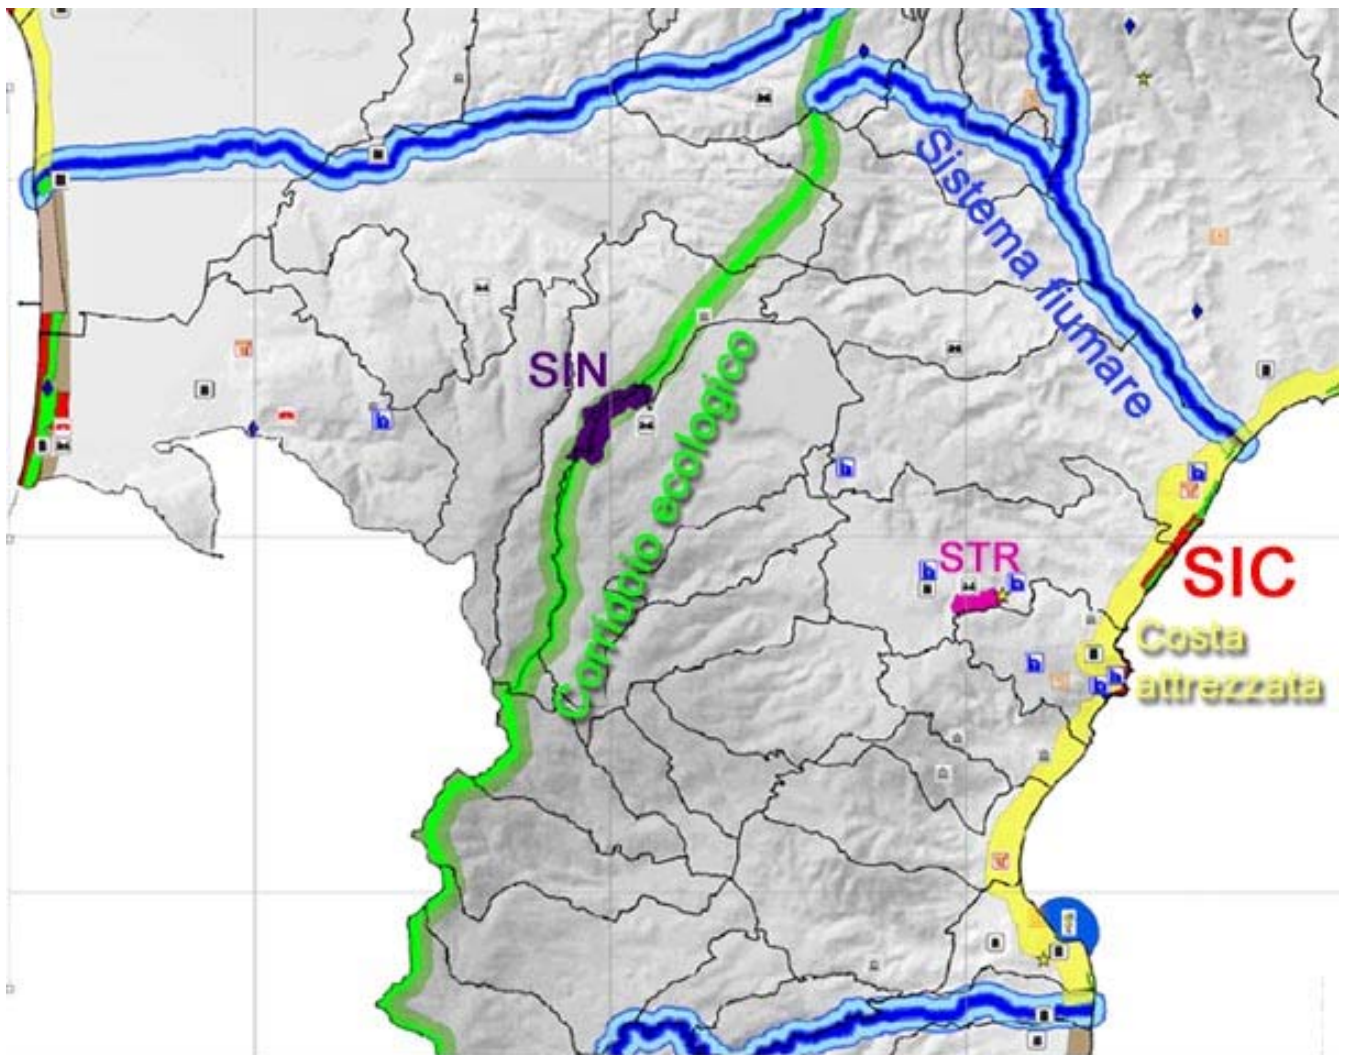 Sistema fiumare
SIN
Corridoio ecologico
STR
SIC
Costa
attrezzata